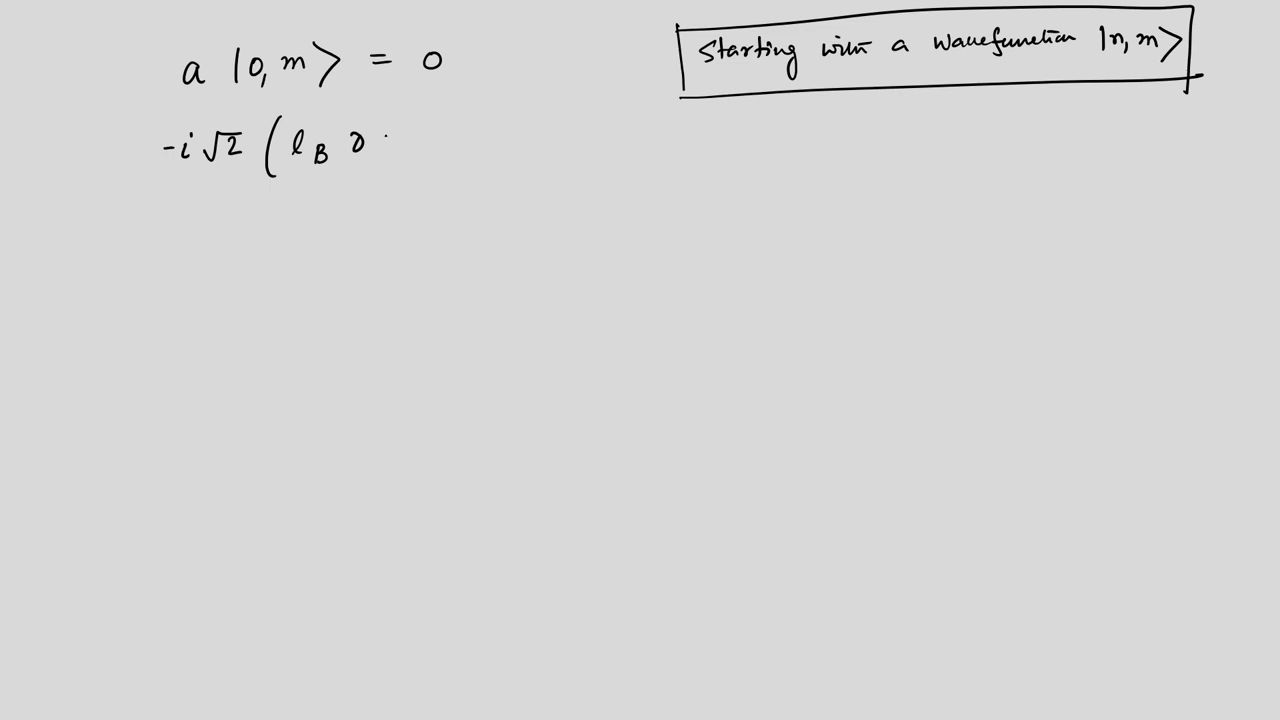 a |0, m⟩ = 0
Starting with a wavefunction |n, m⟩
-i √2 ( l_B ∂